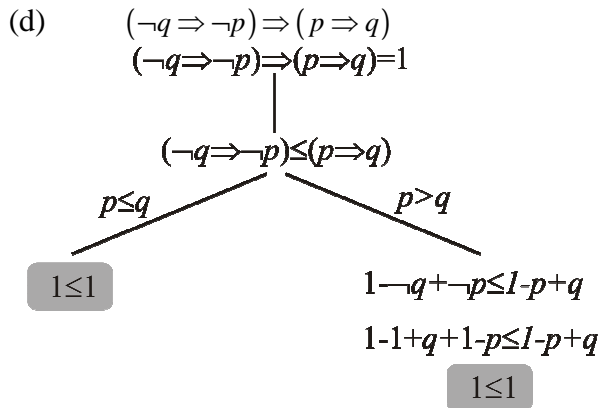 (d) (¬q ⇒ ¬p) ⇒ (p ⇒ q)
(¬q⇒¬p)⇒(p⇒q)=1
(¬q⇒¬p)≤(p⇒q)
p≤q p>q
1≤1
1-¬q+¬p≤1-p+q
1-1+q+1-p≤1-p+q
1≤1